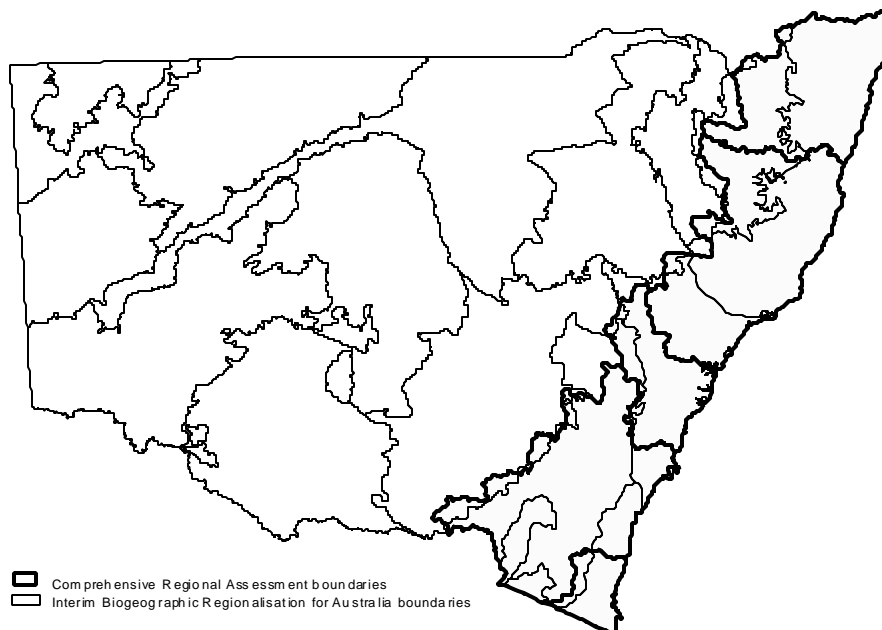 Comprehensive Regional Assessment boundaries
Interim Biogeographic Regionalisation for Australia boundaries